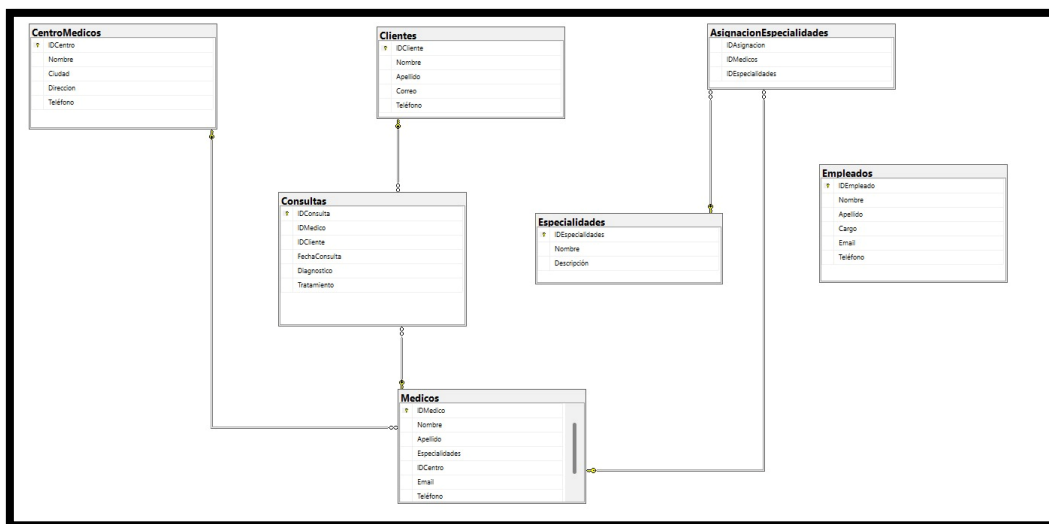 CentroMedicos
IDCentro
Nombre
Ciudad
Direccion
Teléfono
Clientes
IDCliente
Nombre
Apellido
Correo
Teléfono
AsignacionEspecialidades
IDAsignacion
IDMedicos
IDEspecialidades
Consultas
IDConsulta
IDMedico
IDCliente
FechaConsulta
Diagnostico
Tratamiento
Especialidades
IDEspecialidades
Nombre
Descripción
Empleados
IDEmpleado
Nombre
Apellido
Cargo
Email
Teléfono
Medicos
IDMedico
Nombre
Apellido
Especialidades
IDCentro
Email
Teléfono